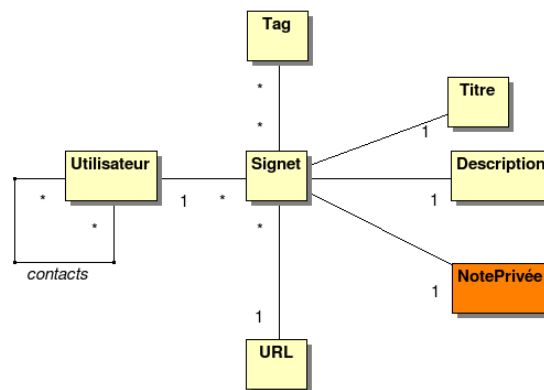 Tag
*
*
Titre
1
Utilisateur
1
*
Signet
Description
1
*
*
contacts
*
NotePrivée
1
1
URL